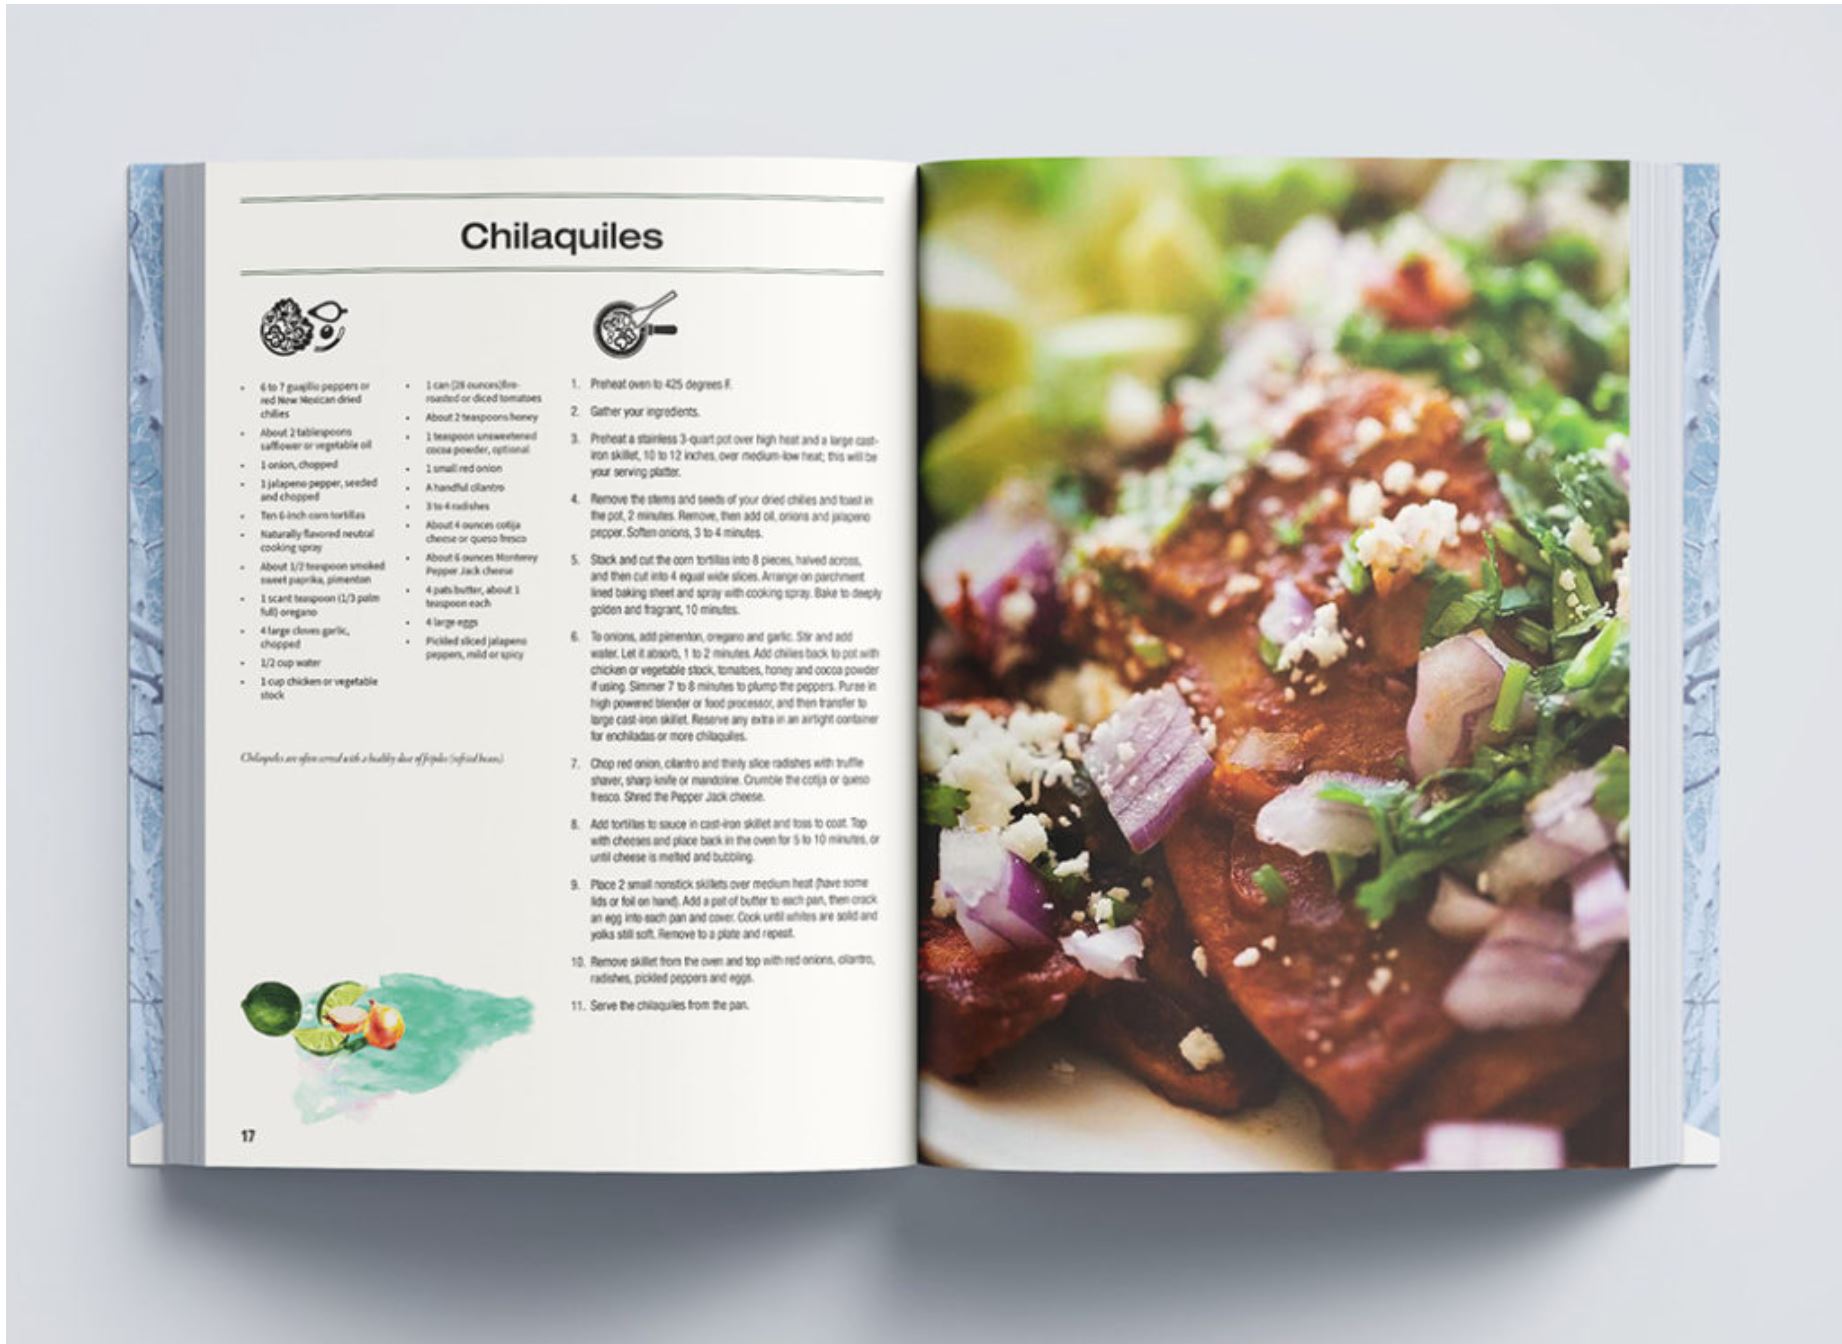 Chilaquiles
• 6 to 7 guajillo peppers or
red New Mexican dried
chilies
• About 2 tablespoons
safflower or vegetable oil
• 1 onion, chopped
• 1 jalapeno pepper, seeded
and chopped
• Ten 6-inch corn tortillas
• Naturally flavored neutral
cooking spray
• About 1/2 teaspoon smoked
sweet paprika, pimenton
• 1 scant teaspoon (1/3 palm
full) oregano
• 4 large cloves garlic,
chopped
• 1/2 cup water
• 1 cup chicken or vegetable
stock
• 1 can (28 ounces)fire-
roasted or diced tomatoes
• About 2 teaspoons honey
• 1 teaspoon unsweetened
cocoa powder, optional
• 1 small red onion
• A handful cilantro
• 3 to 4 radishes
• About 4 ounces cotija
cheese or queso fresco
• About 6 ounces Monterey
Pepper Jack cheese
• 4 pats butter, about 1
teaspoon each
• 4 large eggs
• Pickled sliced jalapeno
peppers, mild or spicy
Chilaquiles are often served with a healthy dose of frijoles (refried beans).
1. Preheat oven to 425 degrees F.
2. Gather your ingredients.
3. Preheat a stainless 3-quart pot over high heat and a large cast-
iron skillet, 10 to 12 inches, over medium-low heat; this will be
your serving platter.
4. Remove the stems and seeds of your dried chilies and toast in
the pot, 2 minutes. Remove, then add oil, onions and jalapeno
pepper. Soften onions, 3 to 4 minutes.
5. Stack and cut the corn tortillas into 8 pieces, halved across,
and then cut into 4 equal wide slices. Arrange on parchment
lined baking sheet and spray with cooking spray. Bake to deeply
golden and fragrant, 10 minutes.
6. To onions, add pimenton, oregano and garlic. Stir and add
water. Let it absorb, 1 to 2 minutes. Add chilies back to pot with
chicken or vegetable stock, tomatoes, honey and cocoa powder
if using. Simmer 7 to 8 minutes to plump the peppers. Puree in
high powered blender or food processor, and then transfer to
large cast-iron skillet. Reserve any extra in an airtight container
for enchiladas or more chilaquiles.
7. Chop red onion, cilantro and thinly slice radishes with truffle
shaver, sharp knife or mandoline. Crumble the cotija or queso
fresco. Shred the Pepper Jack cheese.
8. Add tortillas to sauce in cast-iron skillet and toss to coat. Top
with cheeses and place back in the oven for 5 to 10 minutes, or
until cheese is melted and bubbling.
9. Place 2 small nonstick skillets over medium heat (have some
lids or foil on hand). Add a pat of butter to each pan, then crack
an egg into each pan and cover. Cook until whites are solid and
yolks still soft. Remove to a plate and repeat.
10. Remove skillet from the oven and top with red onions, cilantro,
radishes, pickled peppers and eggs.
11. Serve the chilaquiles from the pan.
17